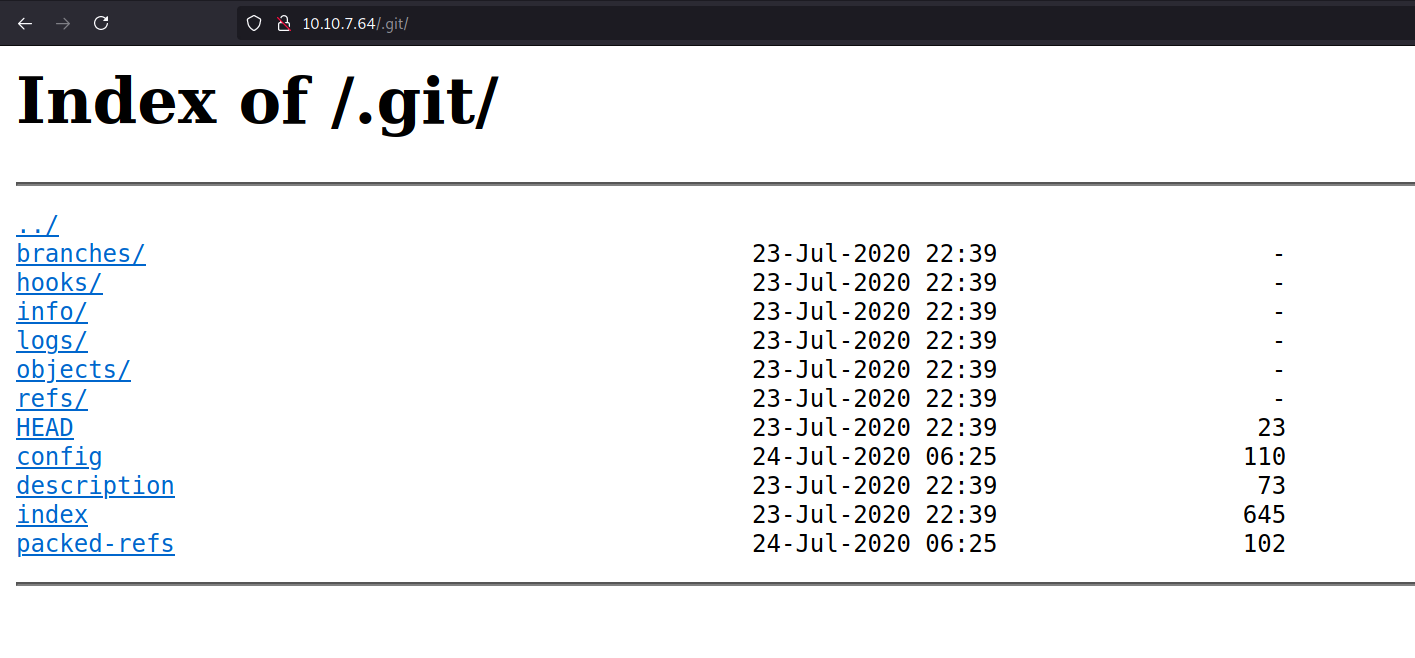 10.10.7.64/.git/
Index of /.git/
../
branches/ 23-Jul-2020 22:39 -
hooks/ 23-Jul-2020 22:39 -
info/ 23-Jul-2020 22:39 -
logs/ 23-Jul-2020 22:39 -
objects/ 23-Jul-2020 22:39 -
refs/ 23-Jul-2020 22:39 -
HEAD 23-Jul-2020 22:39 23
config 24-Jul-2020 06:25 110
description 23-Jul-2020 22:39 73
index 23-Jul-2020 22:39 645
packed-refs 24-Jul-2020 06:25 102